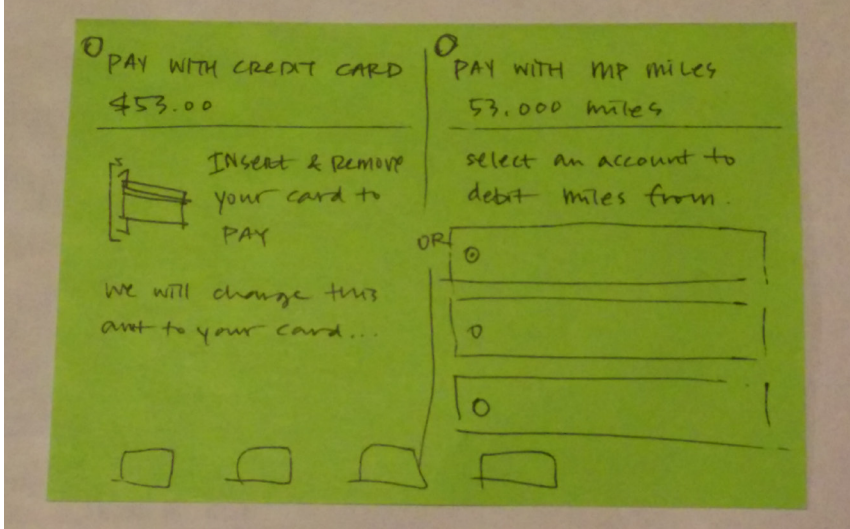 PAY WITH CREDIT CARD
$53.00
INSERT & REMOVE
your card to
PAY
we will change this
amt to your card...
OR
PAY WITH MP MILES
53.000 miles
select an account to
debit miles from.